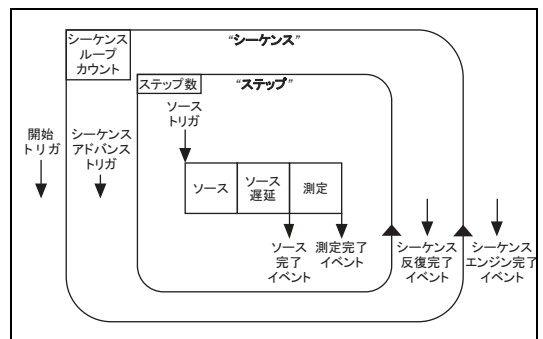 シーケンス
ループ
カウント
“シーケンス”
ステップ数
“ステップ”
ソース
トリガ
開始
トリガ
シーケンス
アドバンス
トリガ
ソース
ソース
遅延
測定
ソース
完了
イベント
測定完了
イベント
シーケンス
反復完了
イベント
シーケンス
エンジン完了
イベント